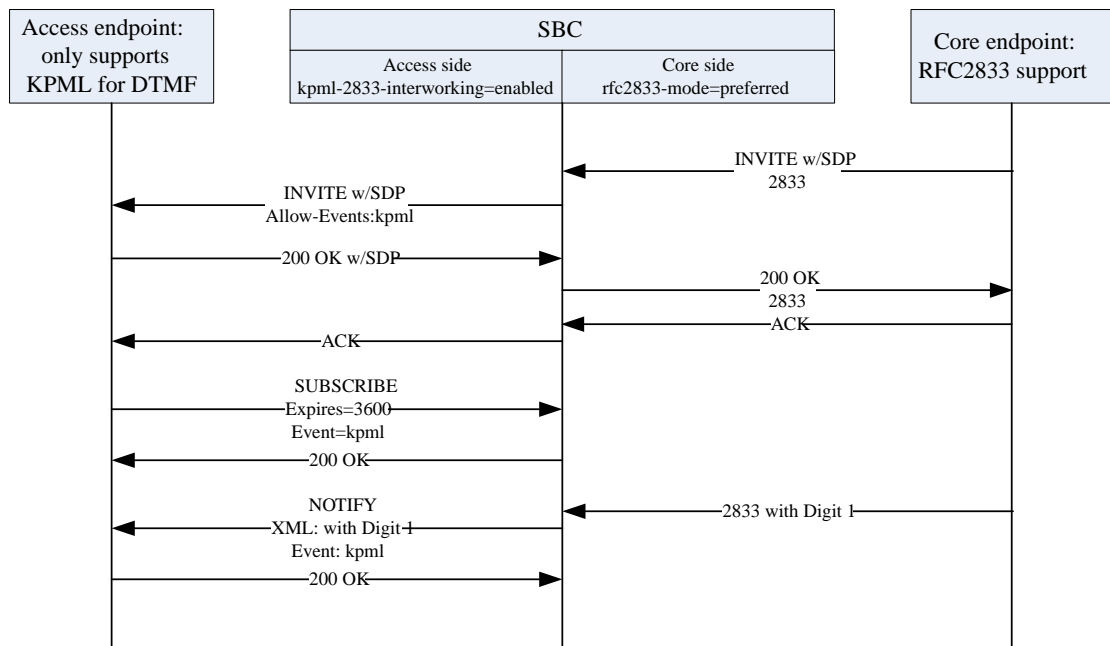 Access endpoint:
only supports
KPML for DTMF
SBC
Access side
kpml-2833-interworking=enabled
Core side
rfc2833-mode=preferred
Core endpoint:
RFC2833 support
INVITE w/SDP
2833
INVITE w/SDP
Allow-Events:kpml
200 OK w/SDP
200 OK
2833
ACK
ACK
SUBSCRIBE
Expires=3600
Event=kpml
200 OK
2833 with Digit 1
NOTIFY
XML: with Digit 1
Event: kpml
200 OK